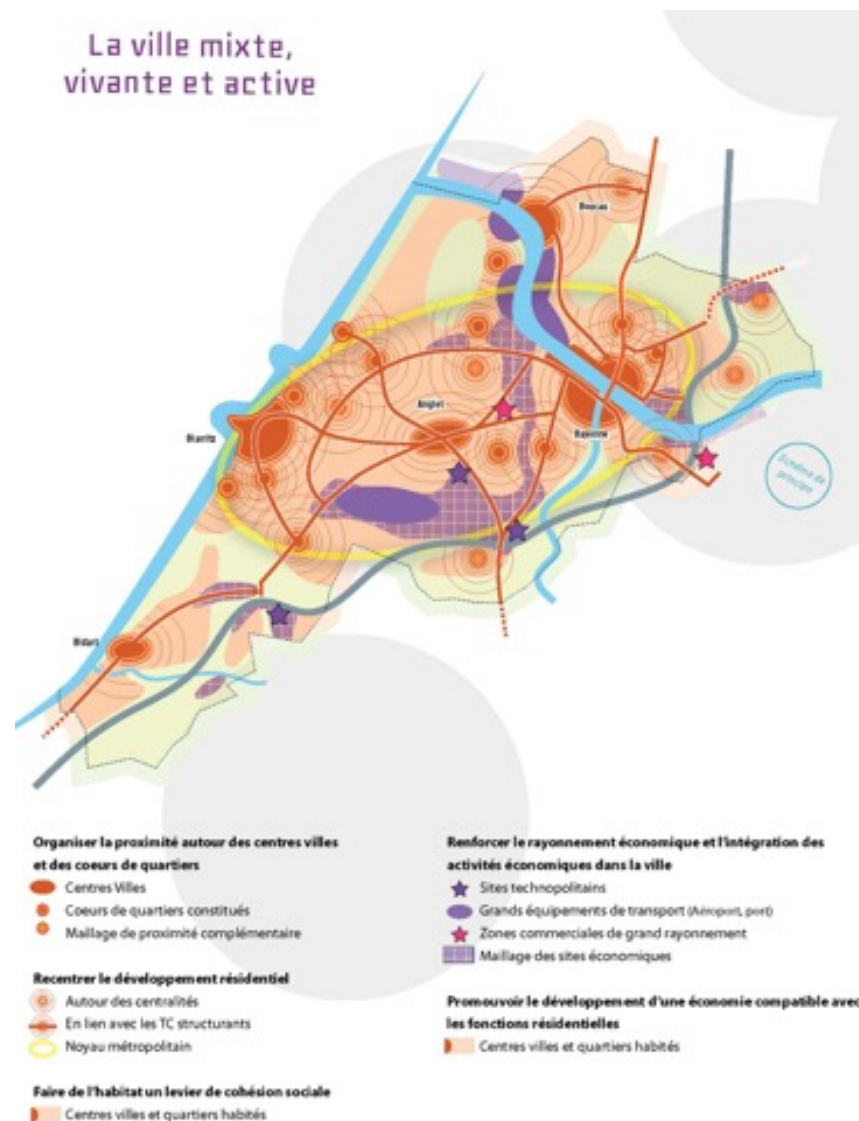 La ville mixte,
vivante et active
Boucau
Anglet
Biarritz
Bayonne
Schéma de
principe
Bidart
Organiser la proximité autour des centres villes
et des coeurs de quartiers
Centres Villes
Coeurs de quartiers constitués
Maillage de proximité complémentaire
Recentrer le développement résidentiel
Autour des centralités
En lien avec les TC structurants
Noyau métropolitain
Faire de l'habitat un levier de cohésion sociale
Centres villes et quartiers habités
Renforcer le rayonnement économique et l'intégration des
activités économiques dans la ville
Sites technopolitains
Grands équipements de transport (Aéroport, port)
Zones commerciales de grand rayonnement
Maillage des sites économiques
Promouvoir le développement d'une économie compatible avec
les fonctions résidentielles
Centres villes et quartiers habités